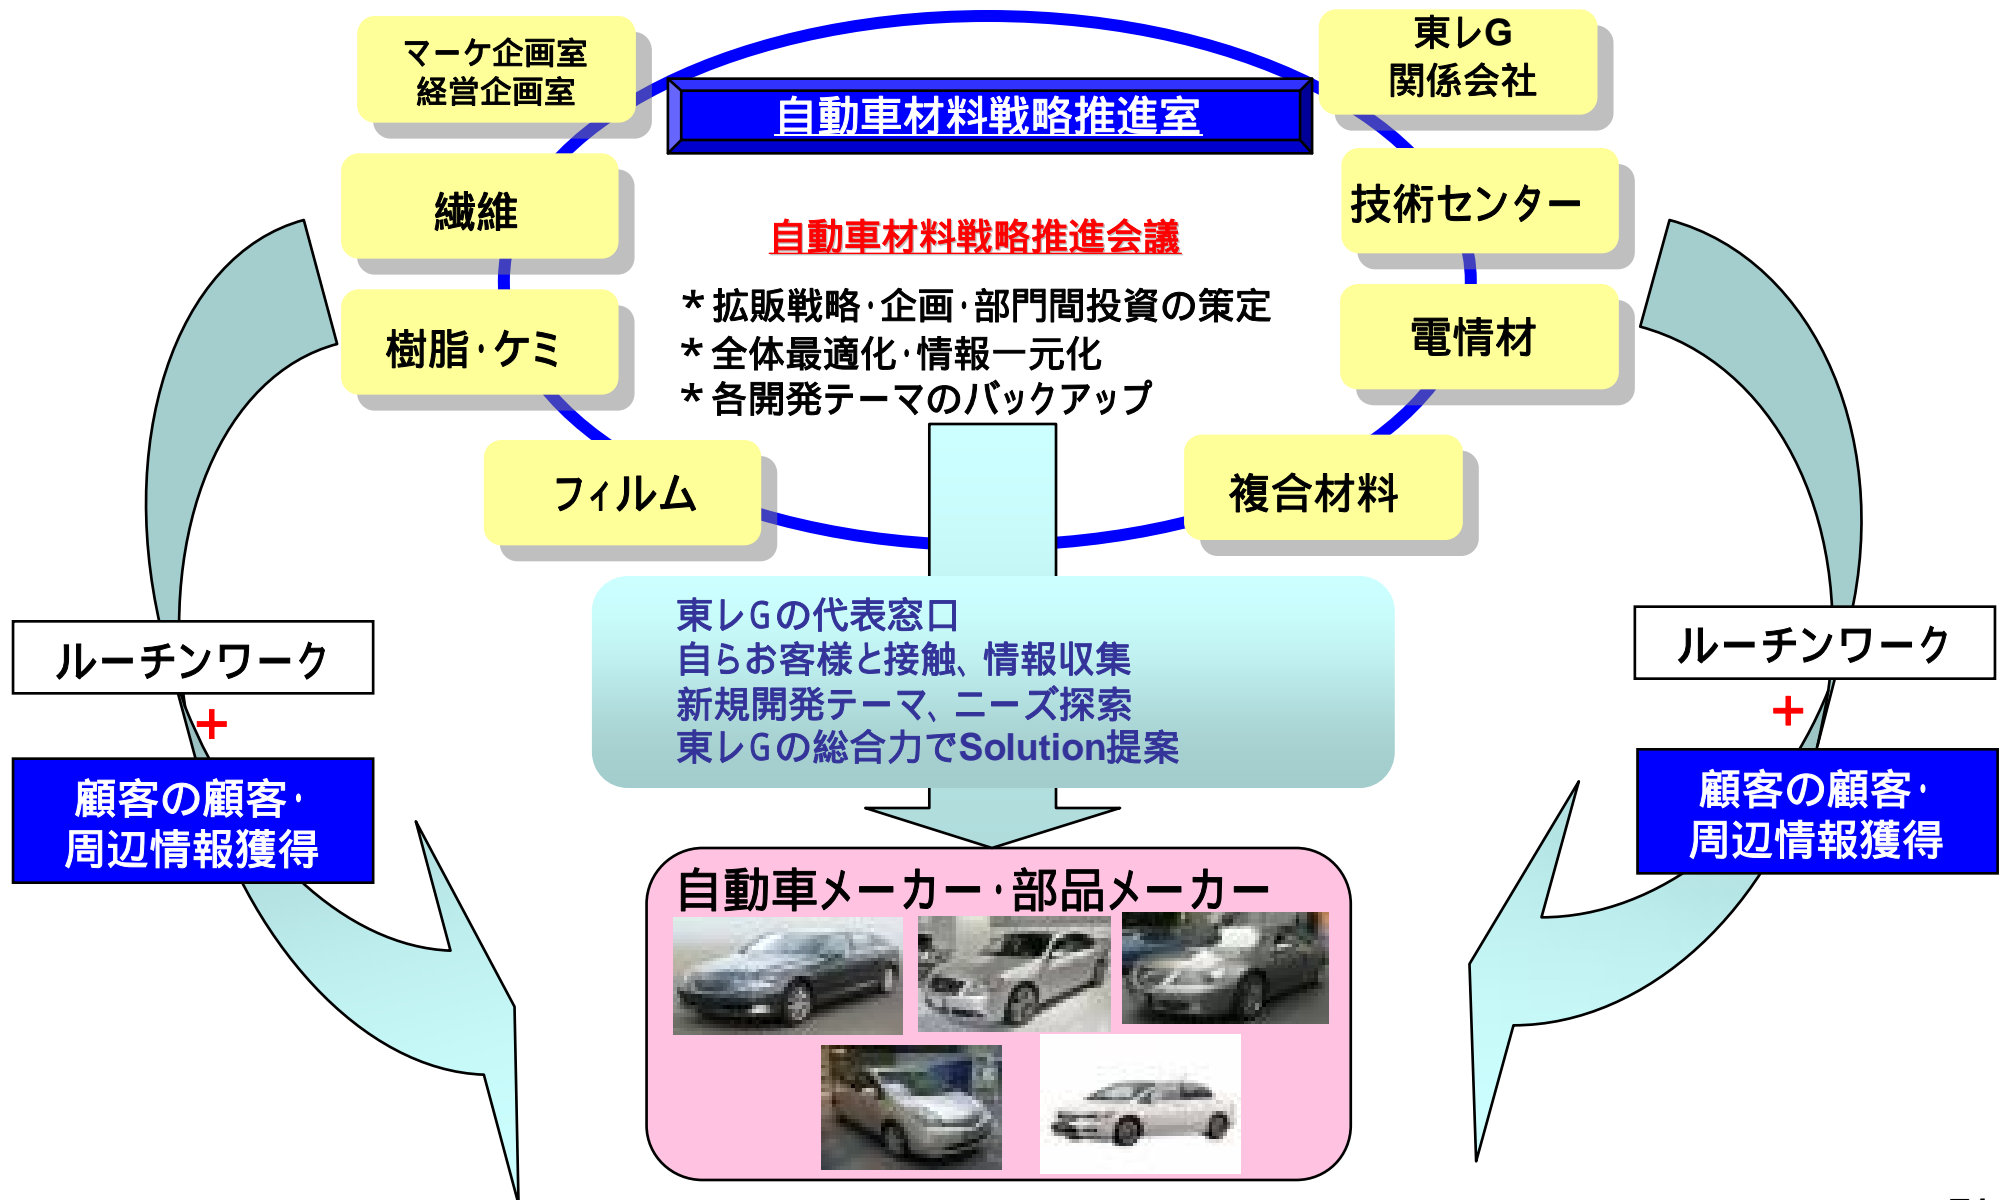 マーケ企画室
経営企画室
東レG
関係会社
自動車材料戦略推進室
繊維
技術センター
自動車材料戦略推進会議
*拡販戦略･企画･部門間投資の策定
*全体最適化･情報一元化
*各開発テーマのバックアップ
樹脂･ケミ
電情材
フィルム
複合材料
東レGの代表窓口
自らお客様と接触、情報収集
新規開発テーマ、ニーズ探索
東レGの総合力でSolution提案
ルーチンワーク
+
顧客の顧客･
周辺情報獲得
ルーチンワーク
+
顧客の顧客･
周辺情報獲得
自動車メーカー･部品メーカー